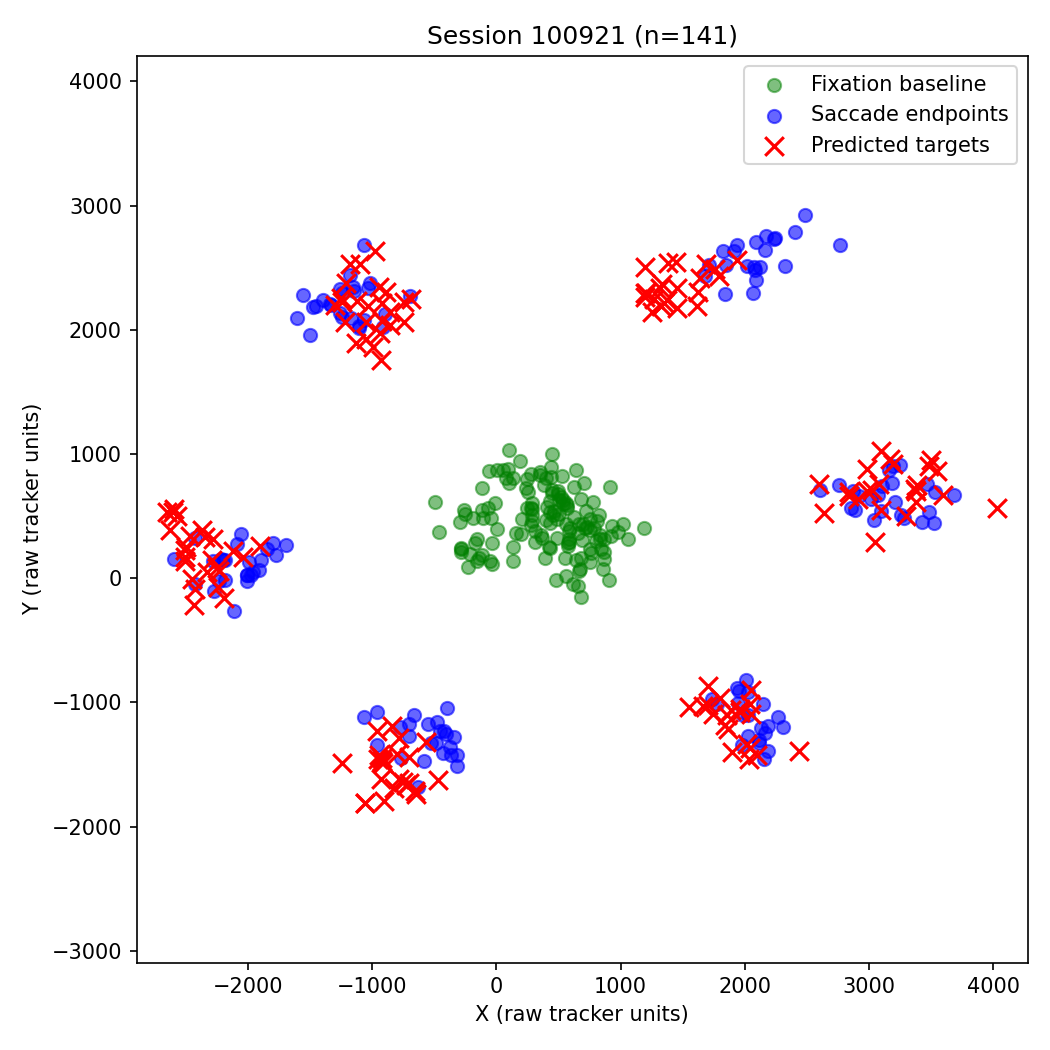 Session 100921 (n=141)
Fixation baseline
Saccade endpoints
Predicted targets
4000
3000
2000
1000
0
−1000
−2000
−3000
Y (raw tracker units)
−2000 −1000 0 1000 2000 3000 4000
X (raw tracker units)